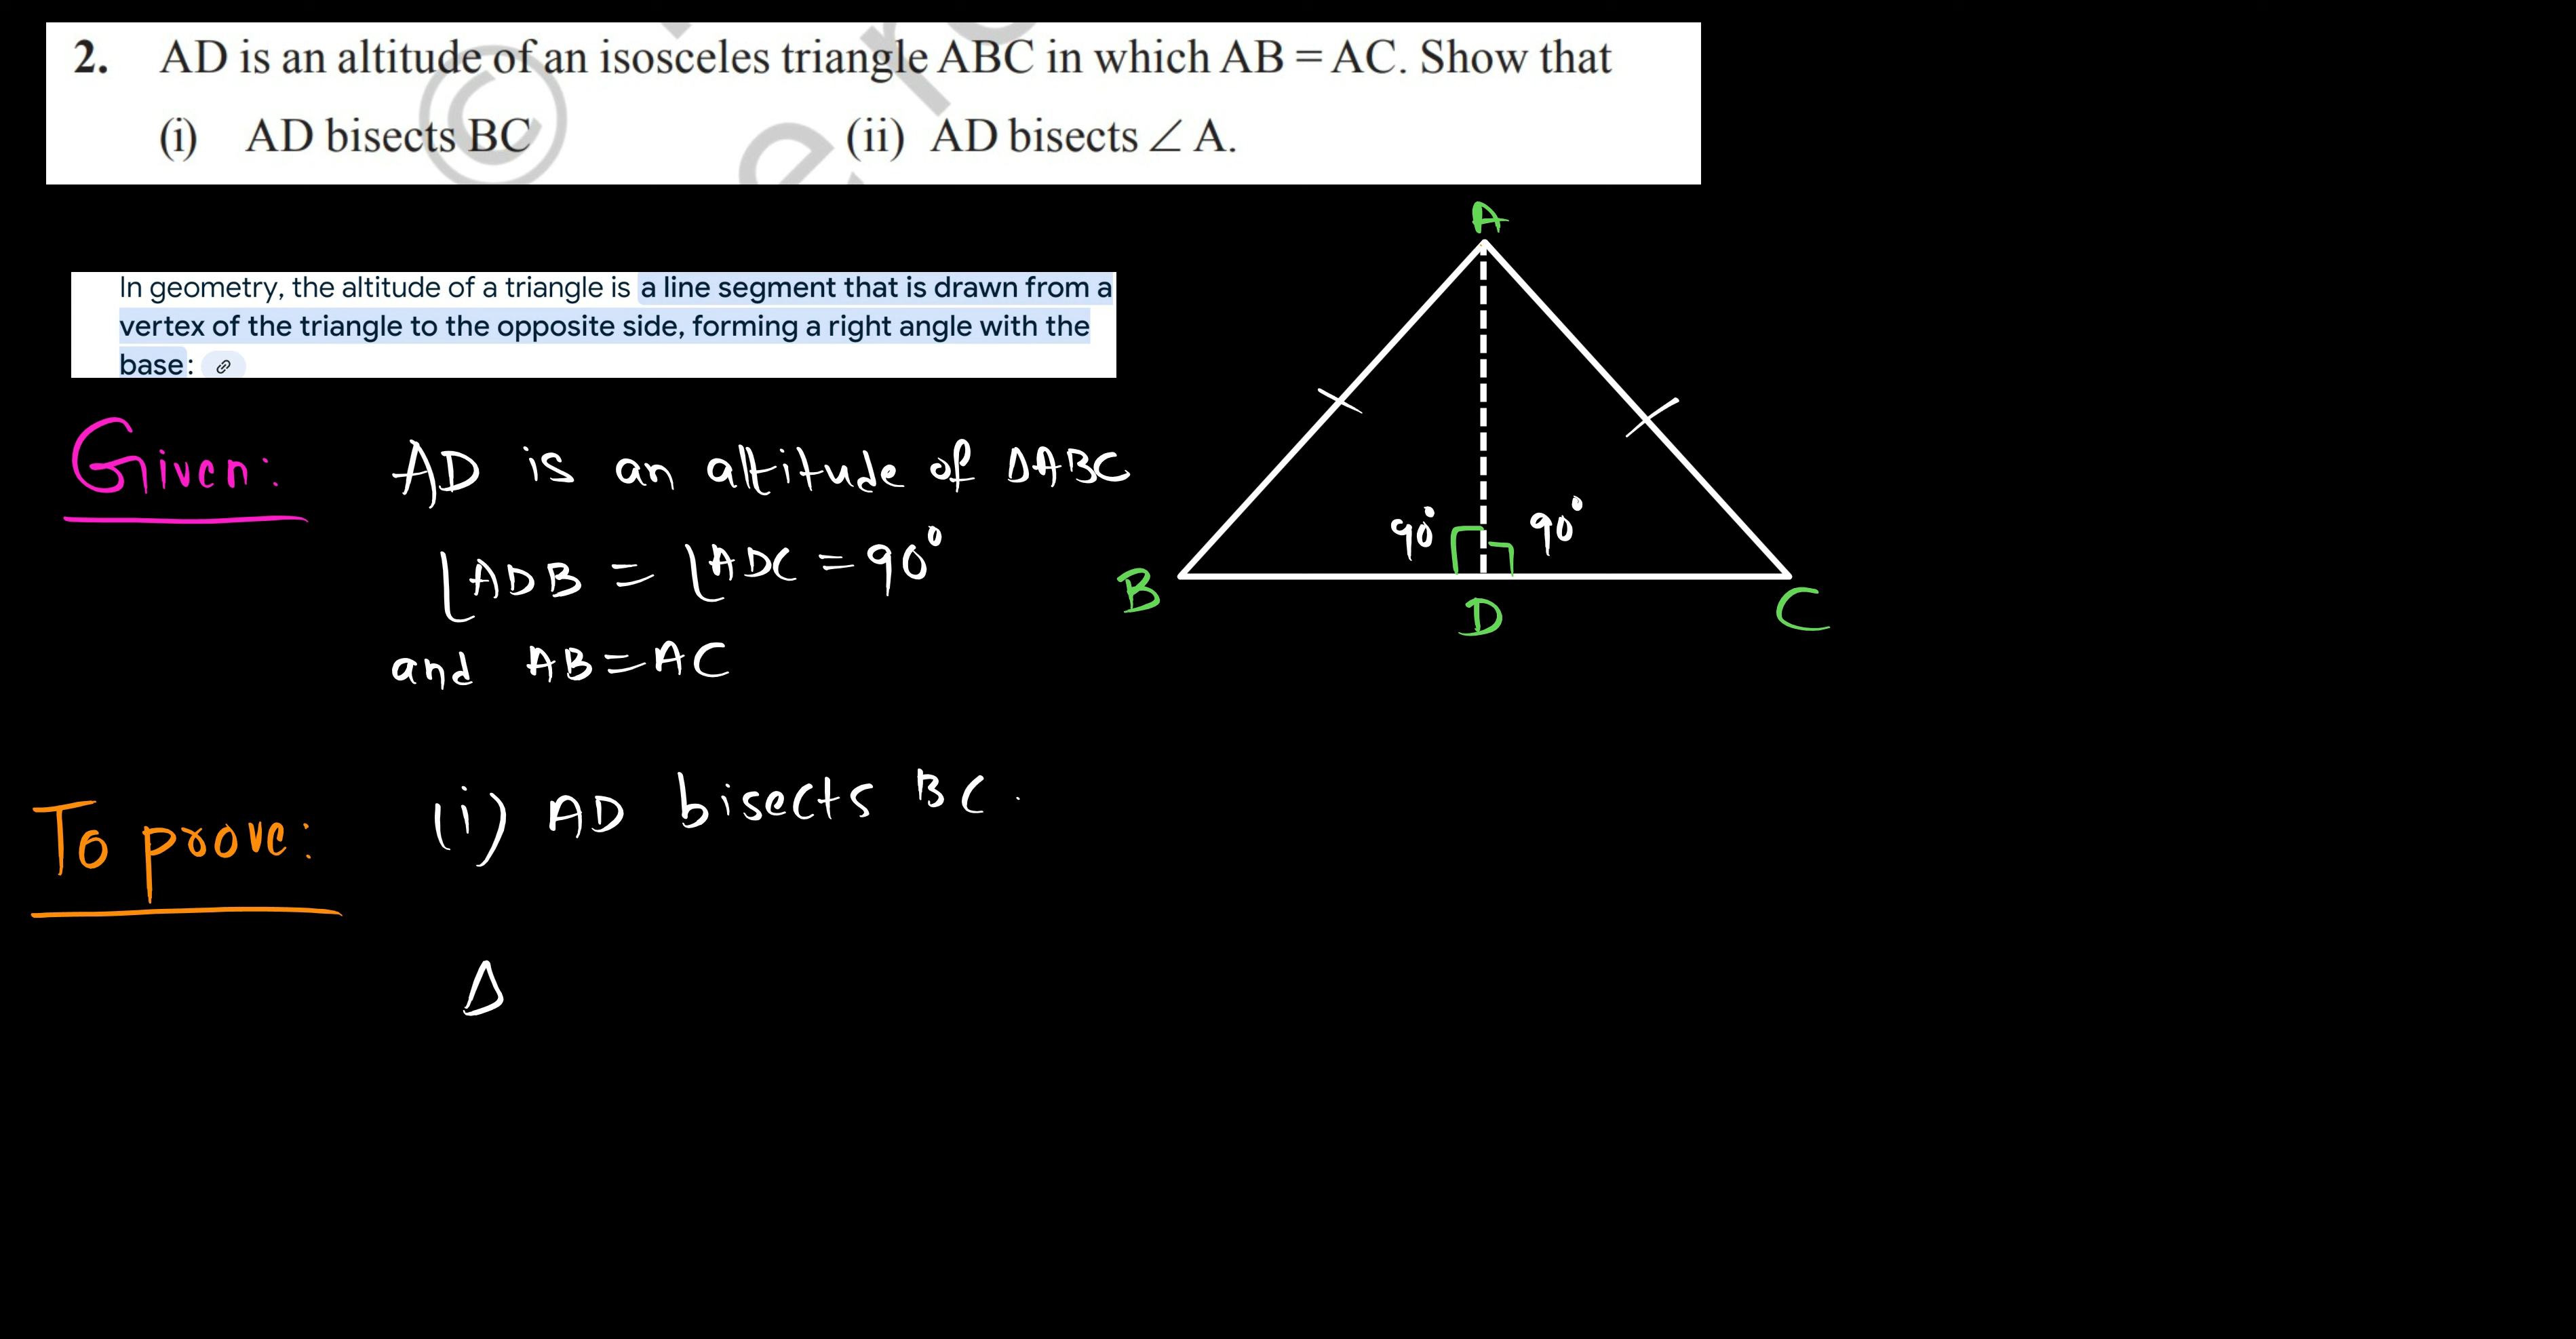 2. AD is an altitude of an isosceles triangle ABC in which AB = AC. Show that
(i) AD bisects BC (ii) AD bisects ∠ A.
In geometry, the altitude of a triangle is a line segment that is drawn from a
vertex of the triangle to the opposite side, forming a right angle with the
base:
A
Given: AD is an altitude of ΔABC
90° 90°
∠ADB = ∠ADC = 90°
B D C
and AB = AC
To prove: (i) AD bisects BC.
Δ